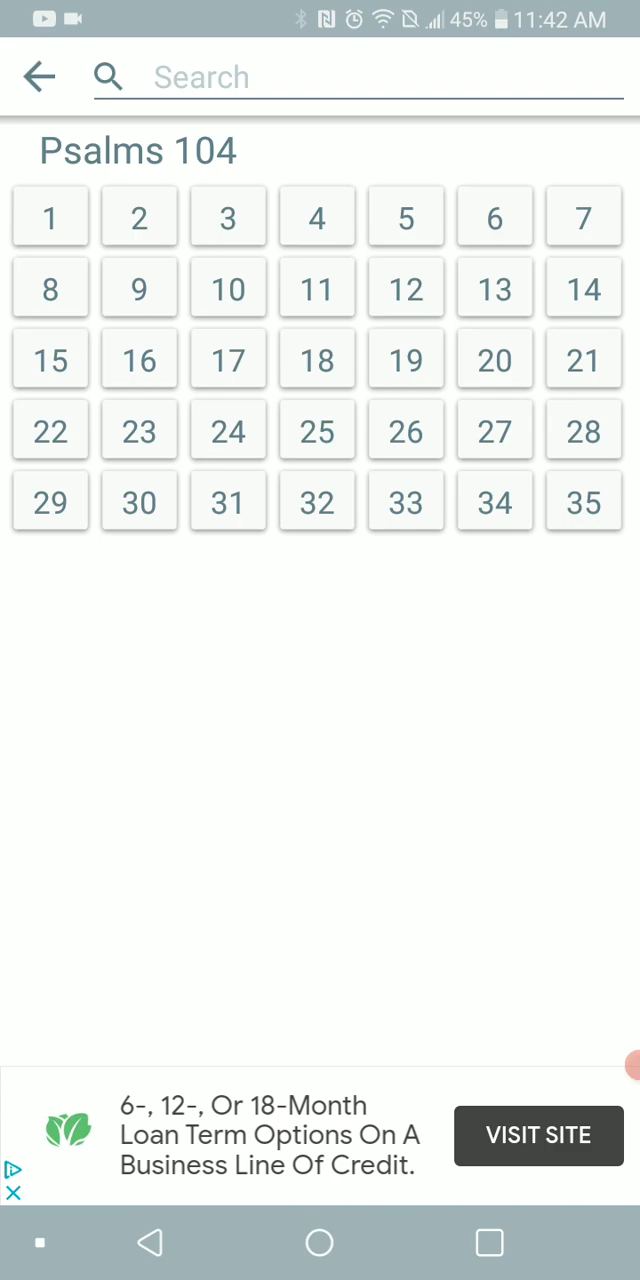 45% 11:42 AM
Search
Psalms 104
1 2 3 4 5 6 7
8 9 10 11 12 13 14
15 16 17 18 19 20 21
22 23 24 25 26 27 28
29 30 31 32 33 34 35
6-, 12-, Or 18-Month
Loan Term Options On A
Business Line Of Credit.
VISIT SITE